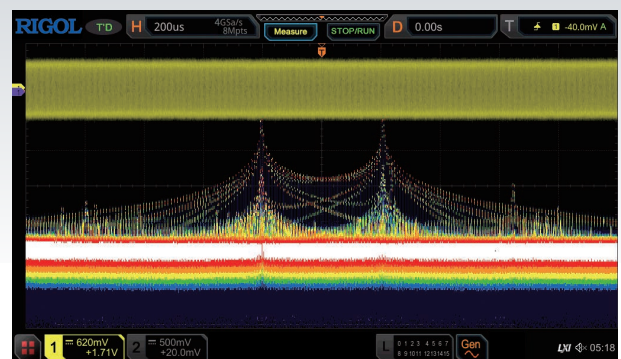 RIGOL T'D H 200us 4GSa/s 8Mpts Measure STOP/RUN D 0.00s T 1 -40.0mV A
T
1 620mV +1.71V 2 500mV +20.0mV L 0 1 2 3 4 5 6 7 8 9 10 11 12 13 14 15 Gen LXI 05:18